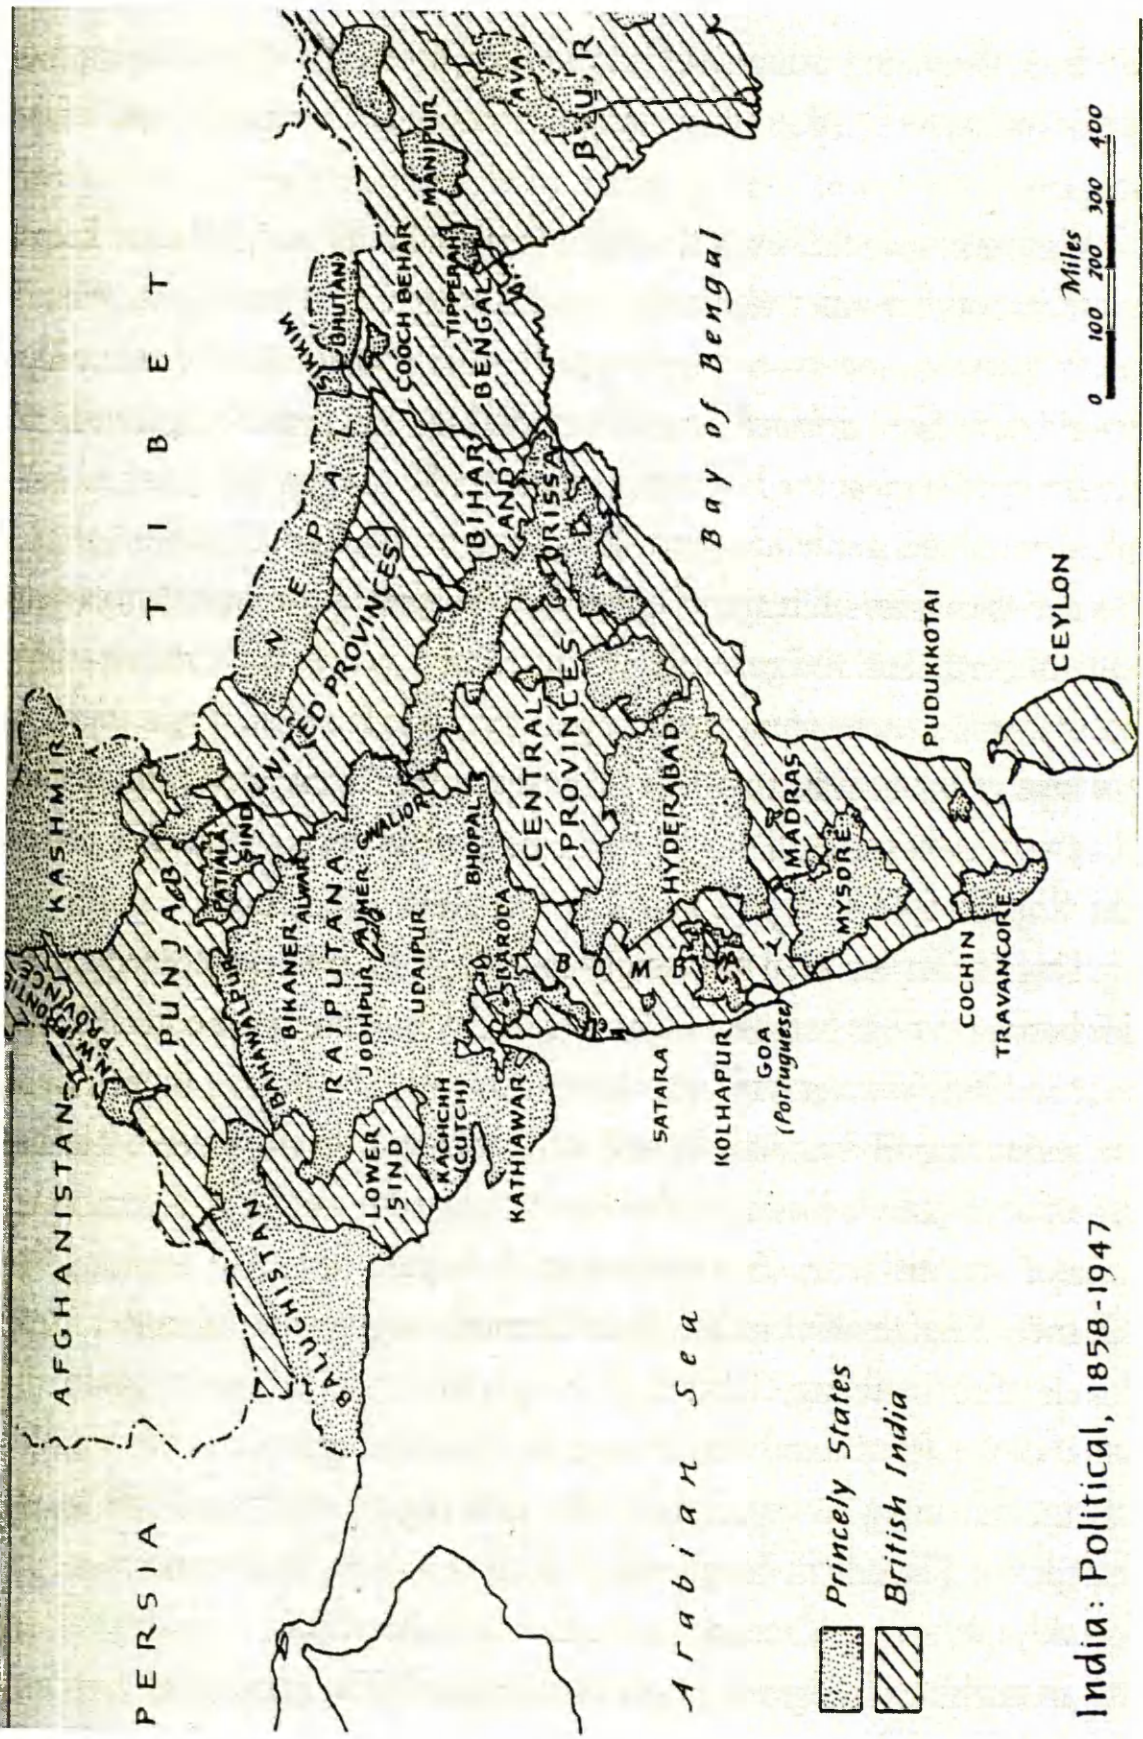 PERSIA
AFGHANISTAN
N.W. FRONTIER
PROVINCE
KASHMIR
TIBET
PUNJAB
PATIALA
SIND
BALUCHISTAN
BAHAWALPUR
BIKANER
ALWAR
RAJPUTANA
JODHPUR
AJMER
GWALIOR
UDAIPUR
UNITED PROVINCES
NEPAL
SIKKIM
(BHUTAN)
COOCH BEHAR
MANIPUR
TIPPERAH
BENGAL
BIHAR
AND
ORISSA
AVA
BUR
LOWER
SIND
KACHCHH
(CUTCH)
KATHIAWAR
BARODA
BHOPAL
CENTRAL
PROVINCES
BOMBAY
HYDERABAD
SATARA
KOLHAPUR
GOA
(Portuguese)
MADRAS
MYSORE
COCHIN
TRAVANCORE
PUDUKKOTAI
CEYLON
Arabian Sea
Bay of Bengal
Princely States
British India
Miles
0 100 200 300 400
India: Political, 1858-1947